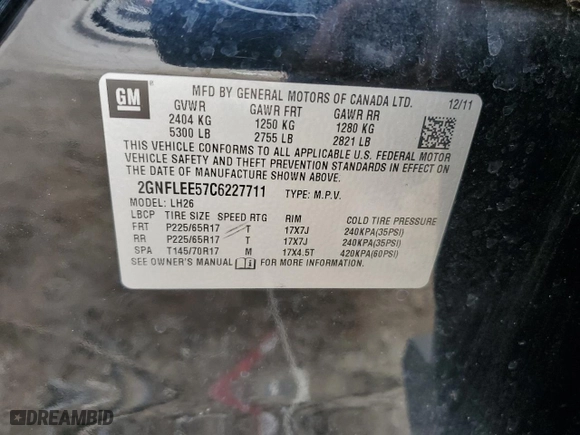 GM
MFD BY GENERAL MOTORS OF CANADA LTD. 12/11
GVWR GAWR FRT GAWR RR
2404 KG 1250 KG 1280 KG
5300 LB 2755 LB 2821 LB
THIS VEHICLE CONFORMS TO ALL APPLICABLE U.S. FEDERAL MOTOR
VEHICLE SAFETY AND THEFT PREVENTION STANDARDS IN EFFECT ON
THE DATE OF MANUFACTURE SHOWN ABOVE.
2GNFLEE57C6227711 TYPE: M.P.V.
MODEL: LH26
LBCP TIRE SIZE SPEED RTG RIM COLD TIRE PRESSURE
FRT P225/65R17 T 17X7J 240KPA(35PSI)
RR P225/65R17 T 17X7J 240KPA(35PSI)
SPA T145/70R17 M 17X4.5T 420KPA(60PSI)
SEE OWNER'S MANUAL FOR MORE INFORMATION.
DREAMBID